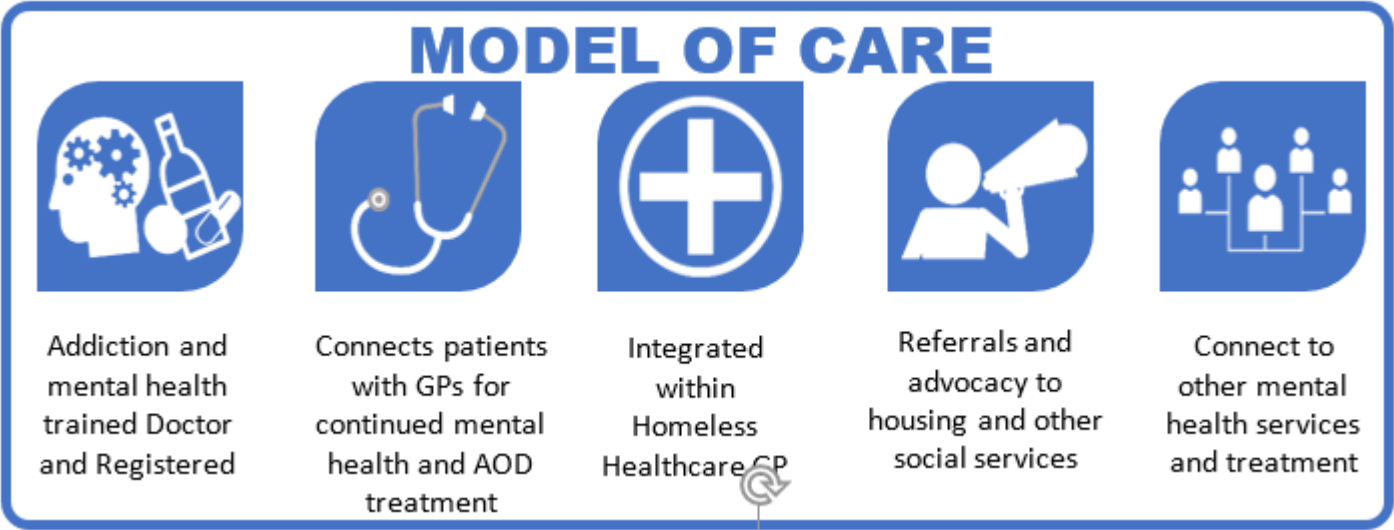 MODEL OF CARE
Addiction and
mental health
trained Doctor
and Registered
Connects patients
with GPs for
continued mental
health and AOD
treatment
Integrated
within
Homeless
Healthcare GP
Referrals and
advocacy to
housing and other
social services
Connect to
other mental
health services
and treatment